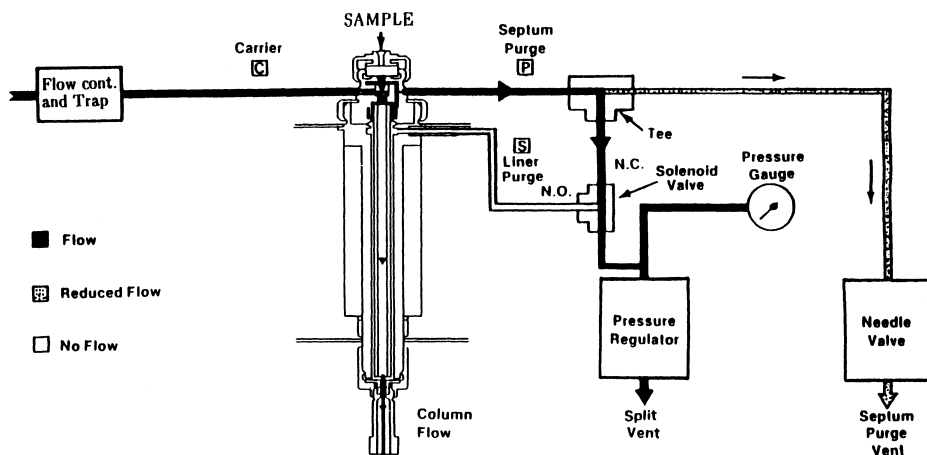 SAMPLE
Carrier
C
Septum
Purge
P
Flow cont.
and Trap
Tee
S
Liner
Purge
N.C.
N.O.
Solenoid
Valve
Pressure
Gauge
Flow
Reduced Flow
No Flow
Pressure
Regulator
Needle
Valve
Column
Flow
Split
Vent
Septum
Purge
Vent